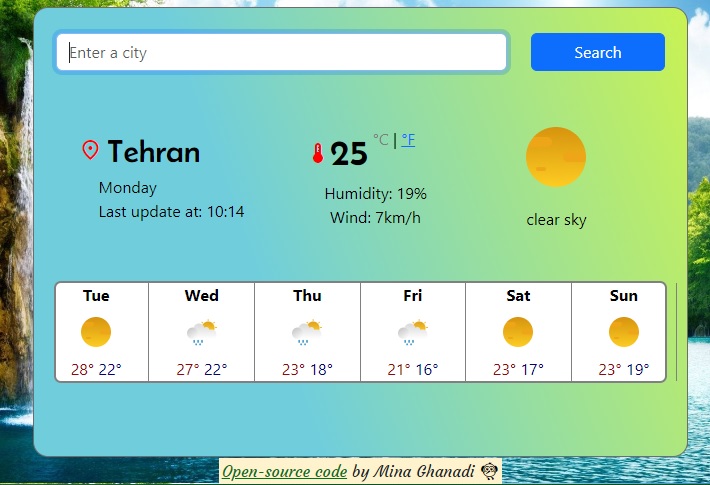 Enter a city
Search
Tehran
Monday
Last update at: 10:14
25 °C | °F
Humidity: 19%
Wind: 7km/h
clear sky
Tue Wed Thu Fri Sat Sun
28° 22° 27° 22° 23° 18° 21° 16° 23° 17° 23° 19°
Open-source code by Mina Ghanadi